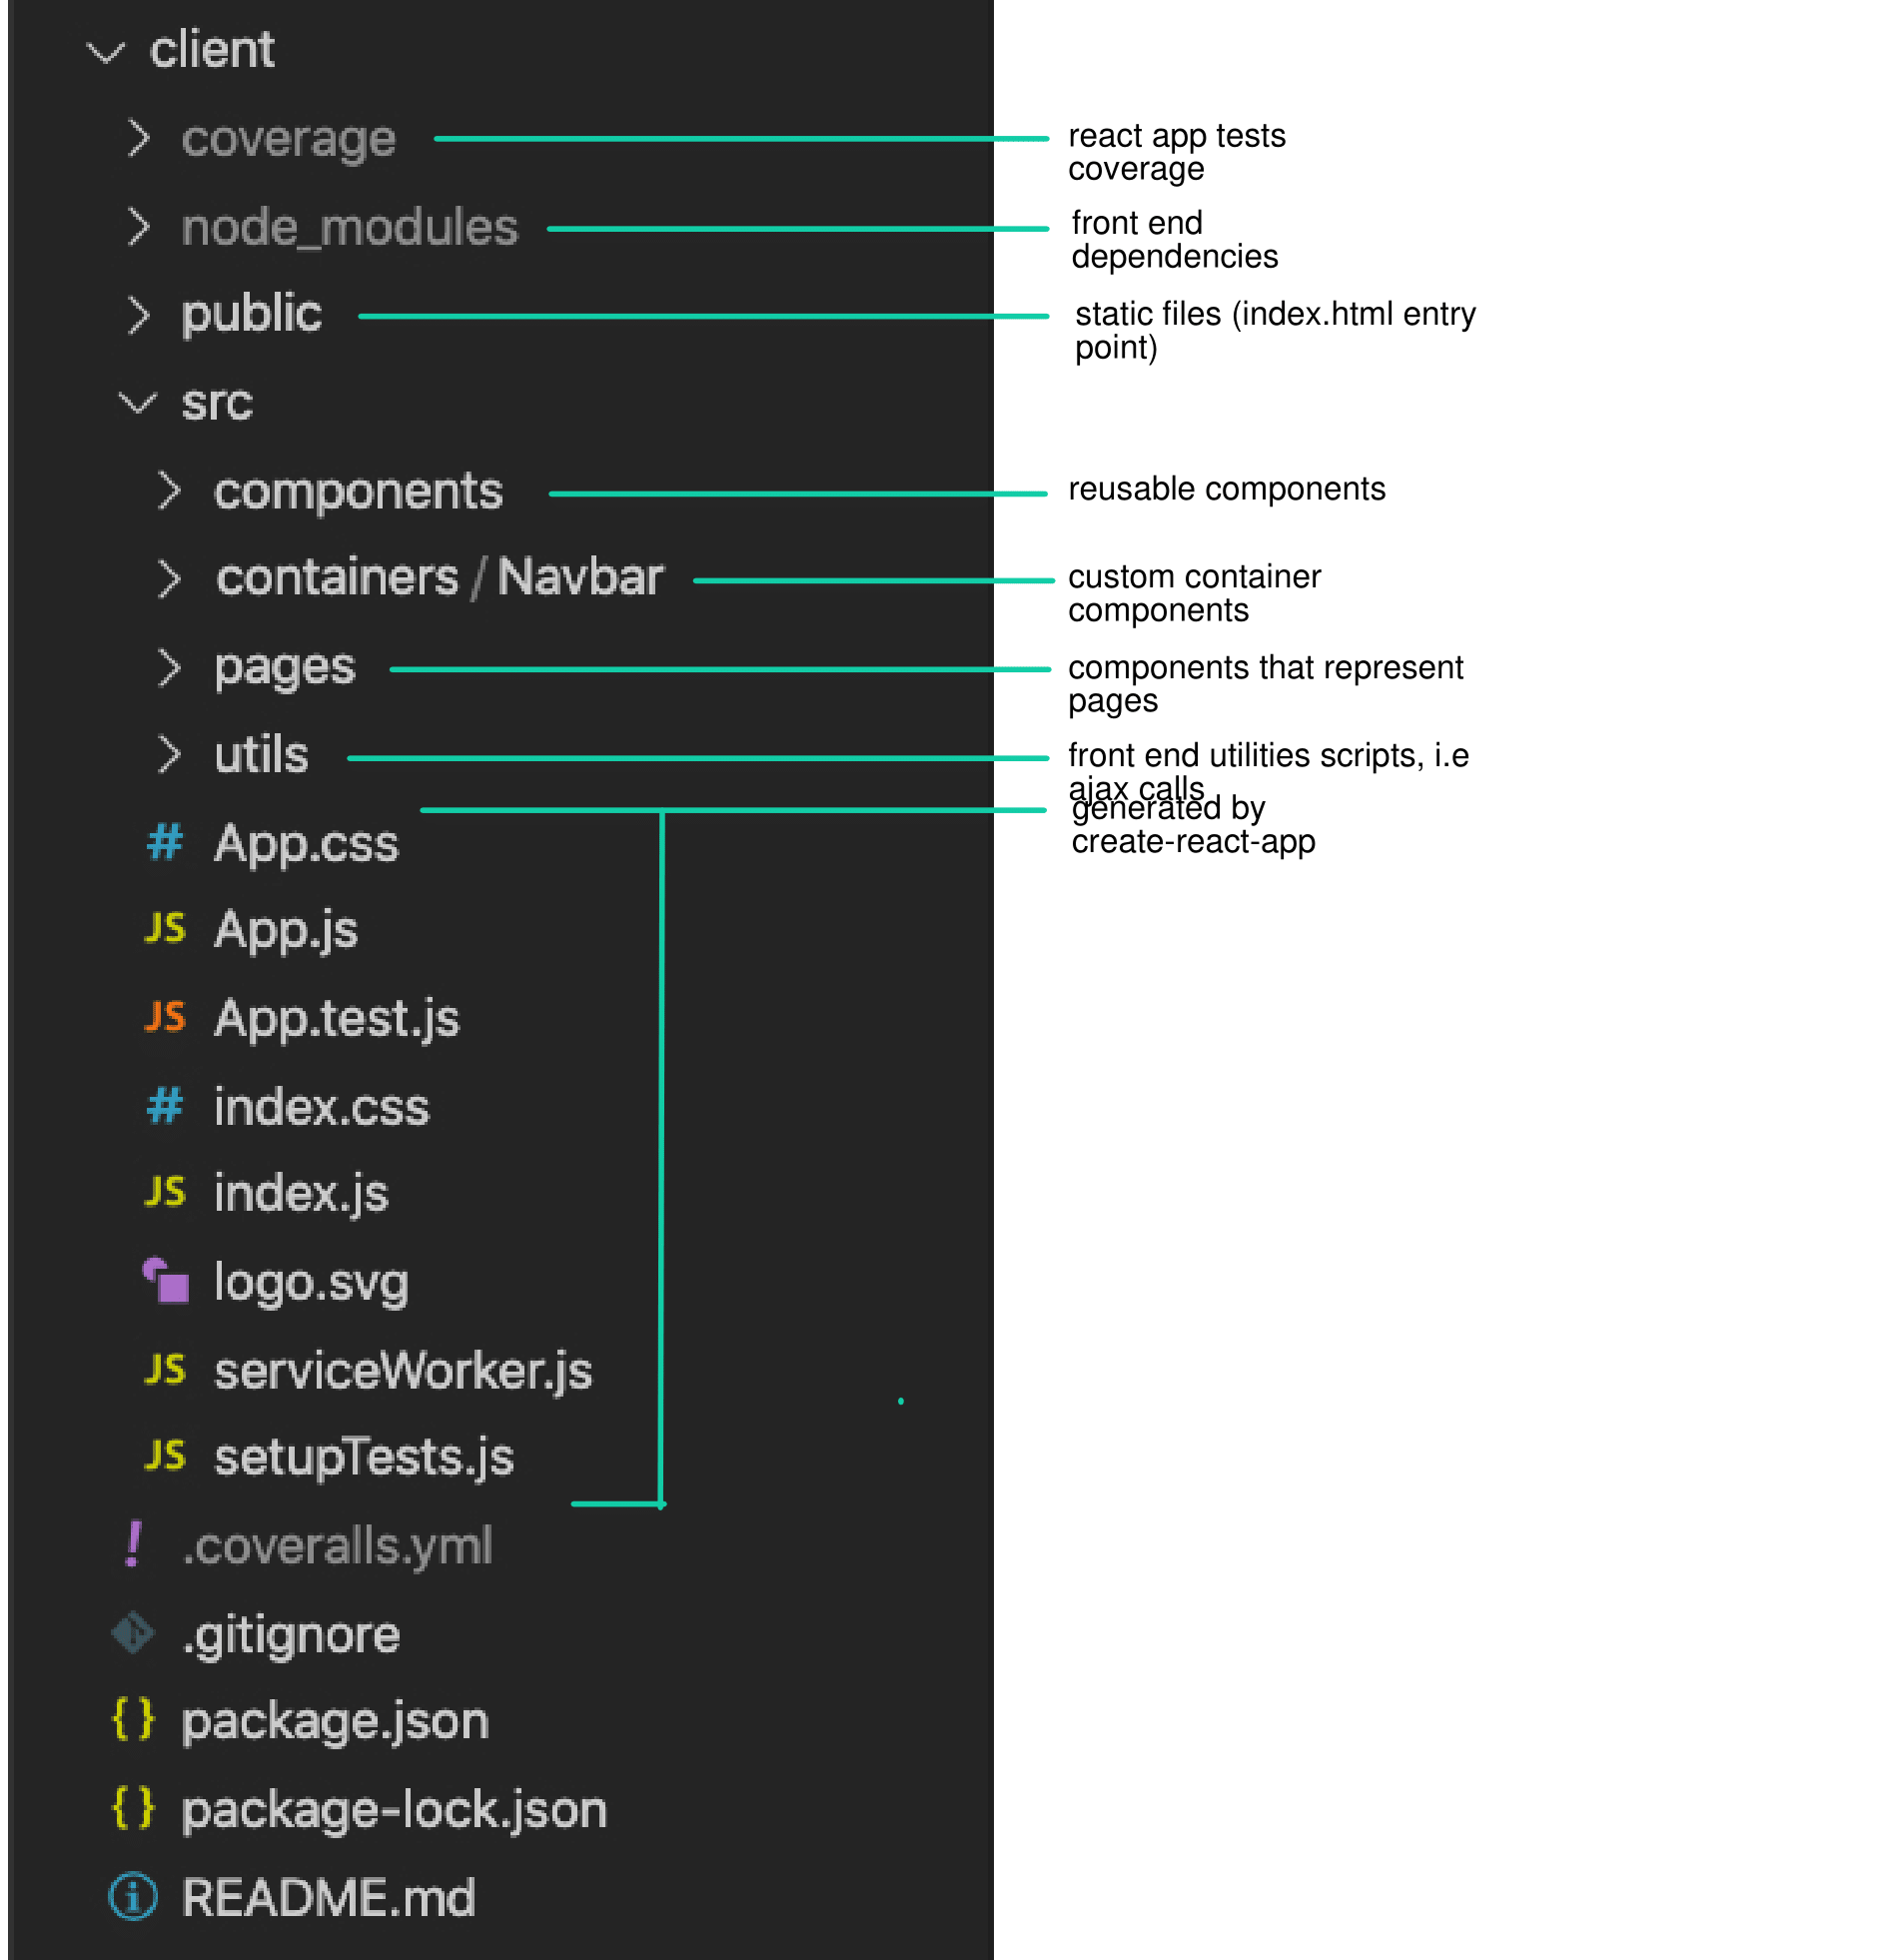 client
coverage
react app tests
coverage
node_modules
front end
dependencies
public
static files (index.html entry
point)
src
components
reusable components
containers / Navbar
custom container
components
pages
components that represent
pages
utils
front end utilities scripts, i.e
ajax calls
generated by
create-react-app
# App.css
JS App.js
JS App.test.js
# index.css
JS index.js
logo.svg
JS serviceWorker.js
JS setupTests.js
! .coveralls.yml
.gitignore
{} package.json
{} package-lock.json
README.md